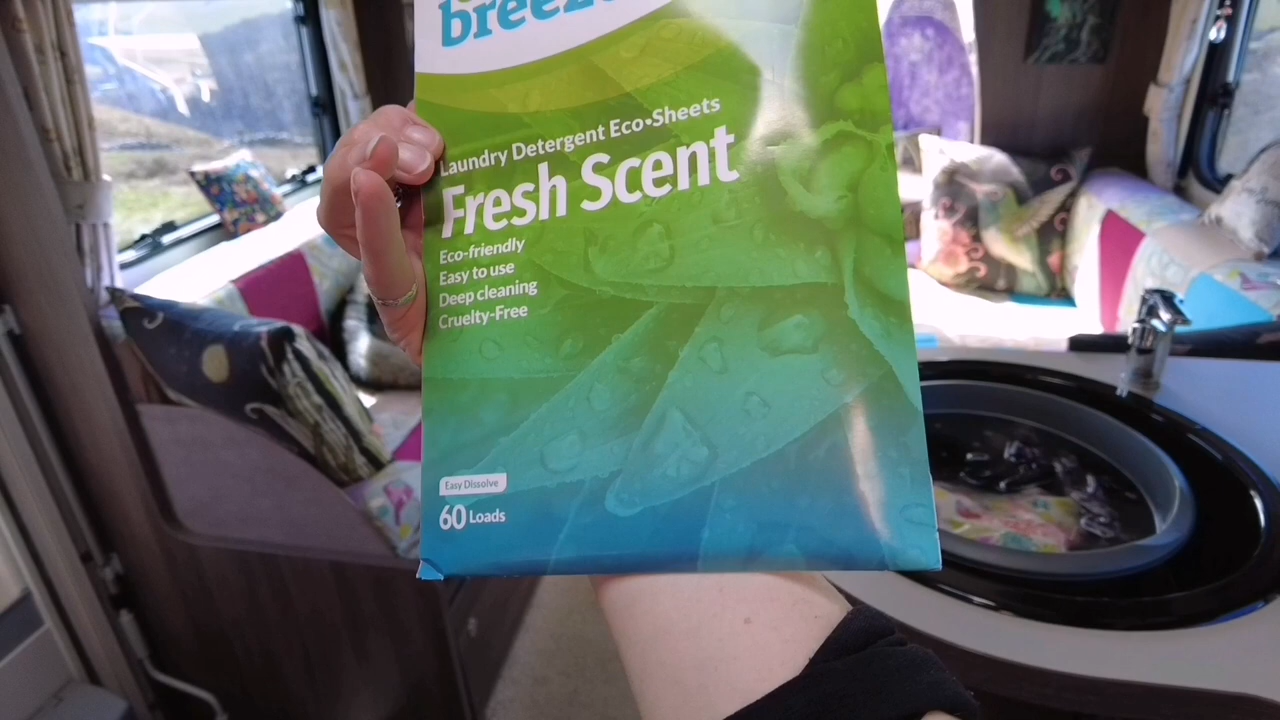 breeze
Laundry Detergent Eco•Sheets
Fresh Scent
Eco-friendly
Easy to use
Deep cleaning
Cruelty-Free
Easy Dissolve
60 Loads